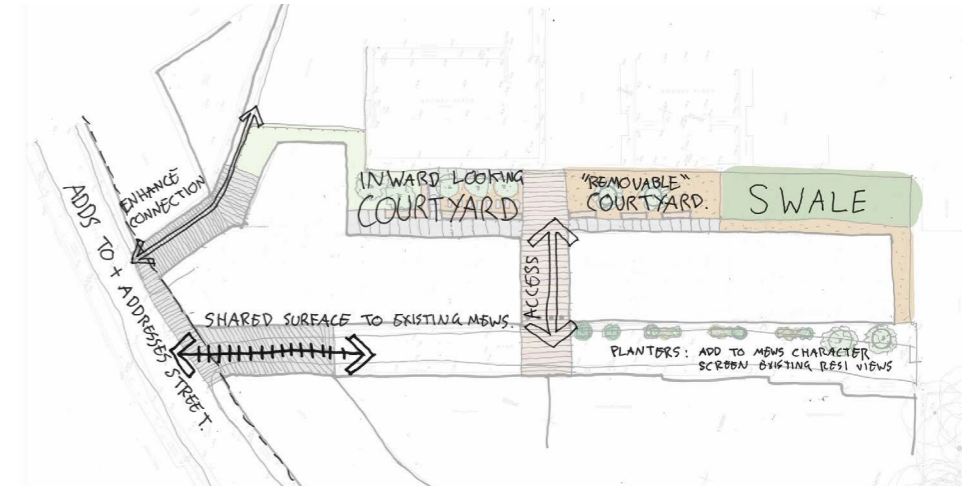 ENHANCE
CONNECTION
ADDS TO + ADDRESSES STREET.
INWARD LOOKING
COURTYARD
"REMOVABLE"
COURTYARD.
SWALE
ACCESS
SHARED SURFACE TO EXISTING MEWS.
PLANTERS: ADD TO MEWS CHARACTER
SCREEN EXISTING RESI VIEWS